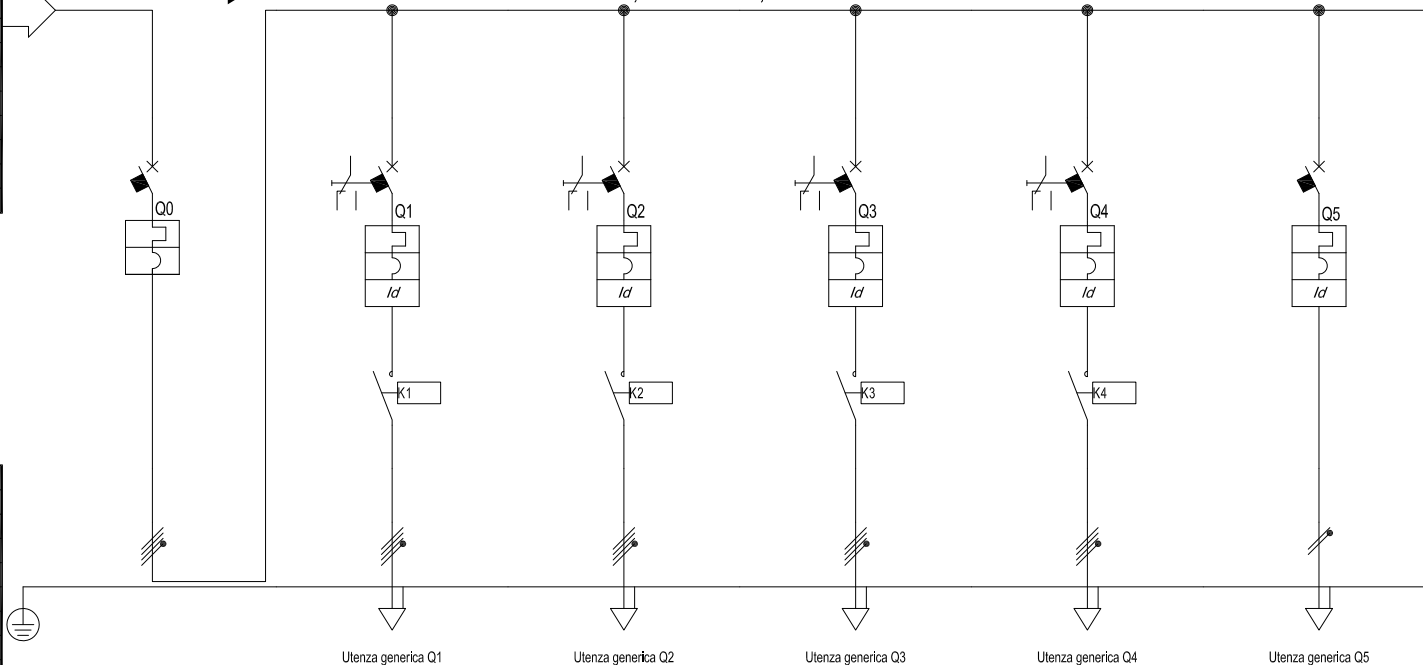 Q0
Q1
Q2
Q3
Q4
Q5
Id
Id
Id
Id
Id
K1
K2
K3
K4
Utenza generica Q1
Utenza generica Q2
Utenza generica Q3
Utenza generica Q4
Utenza generica Q5